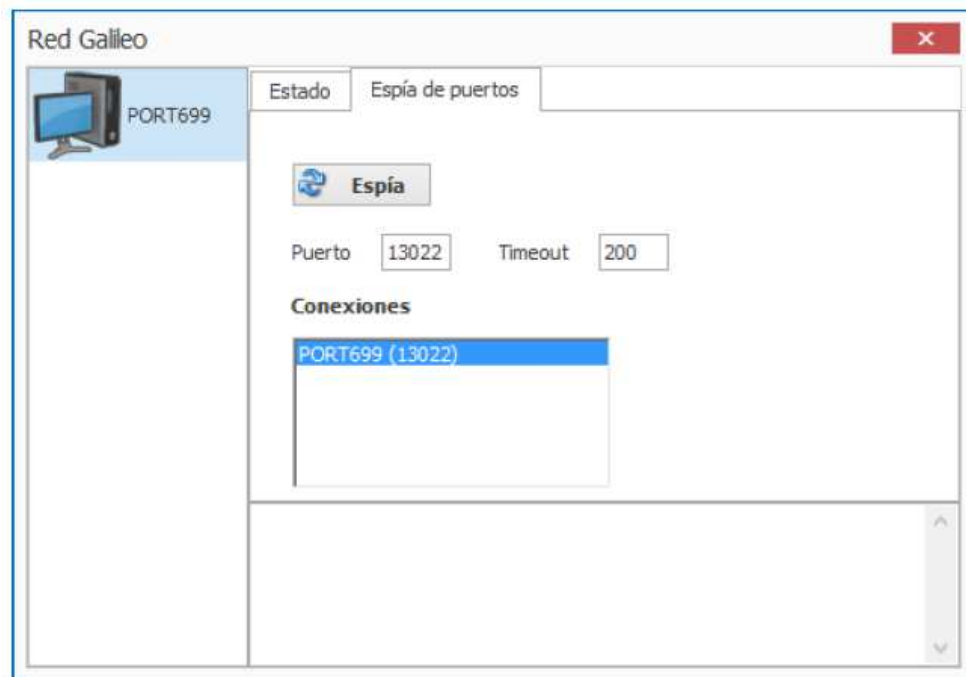 Red Galileo
PORT699
Estado Espía de puertos
Espía
Puerto 13022 Timeout 200
Conexiones
PORT699 (13022)